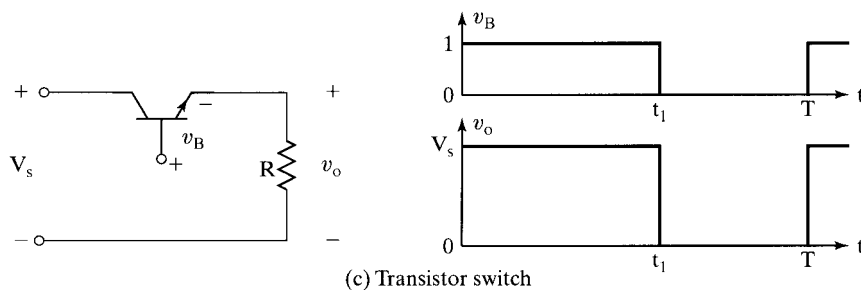 v_B
1
0
t_1
T
t
+
−
+
v_B
+
V_s
R
v_o
−
−
v_o
V_s
0
t_1
T
t
(c) Transistor switch